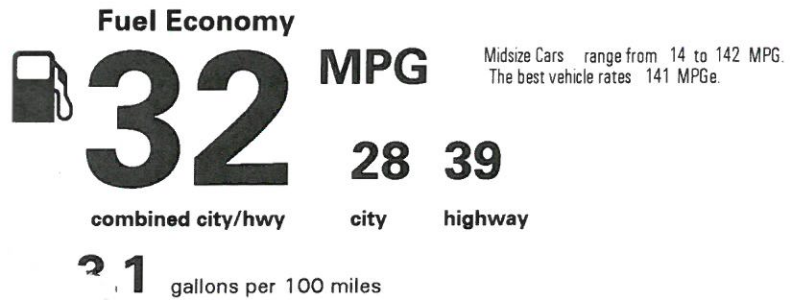 Fuel Economy
32 MPG
Midsize Cars range from 14 to 142 MPG.
The best vehicle rates 141 MPGe.
28 39
combined city/hwy city highway
gallons per 100 miles